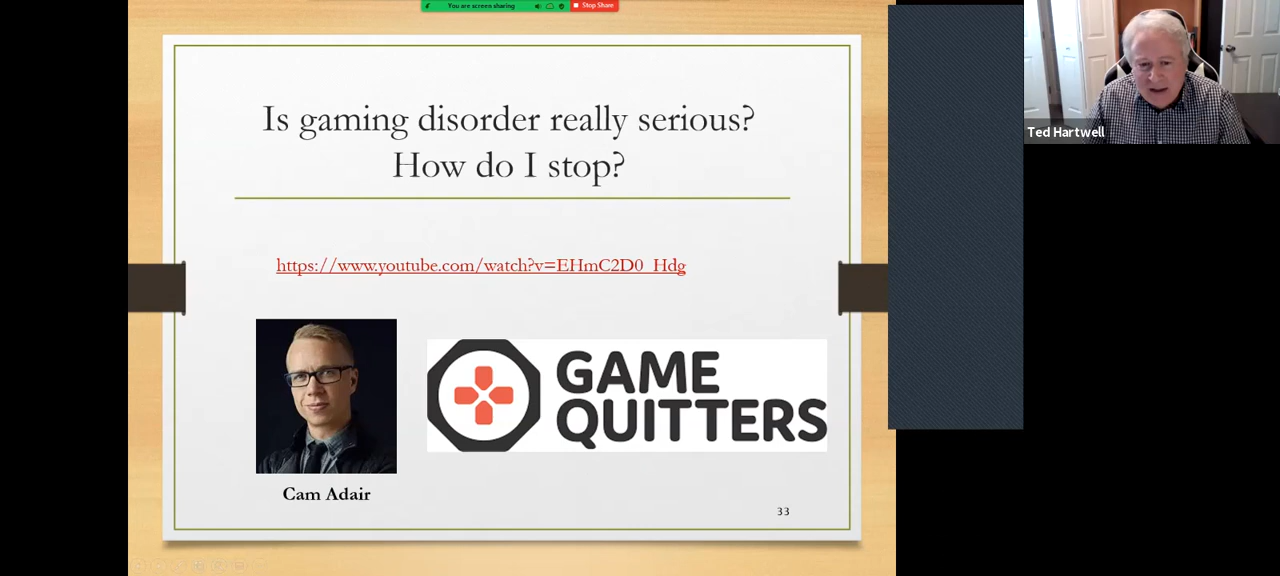 You are screen sharing
Stop Share
Is gaming disorder really serious?
How do I stop?
https://www.youtube.com/watch?v=EHmC2D0_Hdg
GAME
QUITTERS
Cam Adair
33
Ted Hartwell